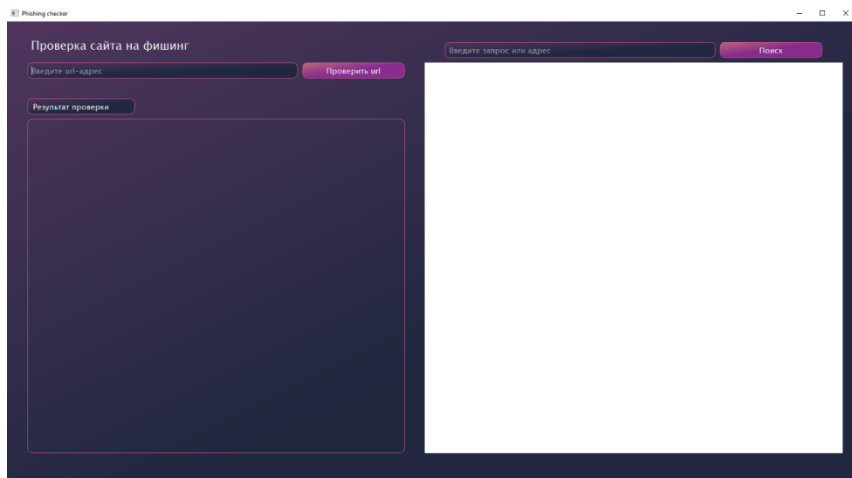 Phishing checker
Проверка сайта на фишинг
Введите url-адрес
Проверить url
Результат проверки
Введите запрос или адрес
Поиск